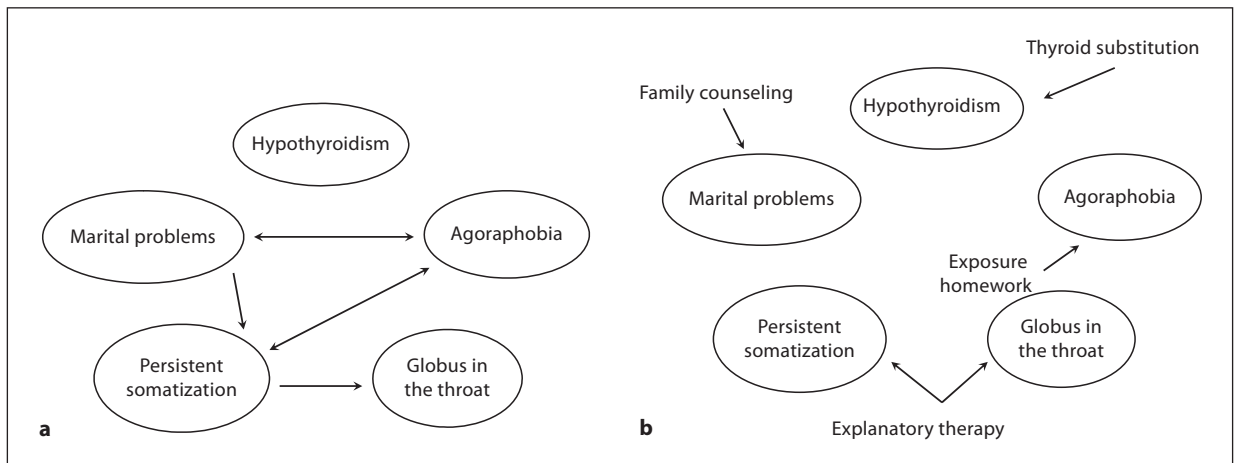 Hypothyroidism
Marital problems
Agoraphobia
Persistent
somatization
Globus in
the throat
a
Thyroid substitution
Family counseling
Hypothyroidism
Marital problems
Agoraphobia
Exposure
homework
Persistent
somatization
Globus in
the throat
Explanatory therapy
b